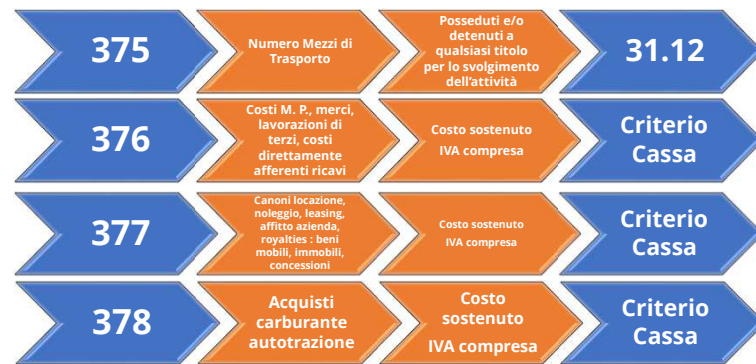 375
Numero Mezzi di
Trasporto
Posseduti e/o
detenuti a
qualsiasi titolo
per lo svolgimento
dell'attività
31.12
376
Costi M. P., merci,
lavorazioni di
terzi, costi
direttamente
afferenti ricavi
Costo sostenuto
IVA compresa
Criterio
Cassa
377
Canoni locazione,
noleggio, leasing,
affitto azienda,
royalties : beni
mobili, immobili,
concessioni
Costo sostenuto
IVA compresa
Criterio
Cassa
378
Acquisti
carburante
autotrazione
Costo
sostenuto
IVA compresa
Criterio
Cassa